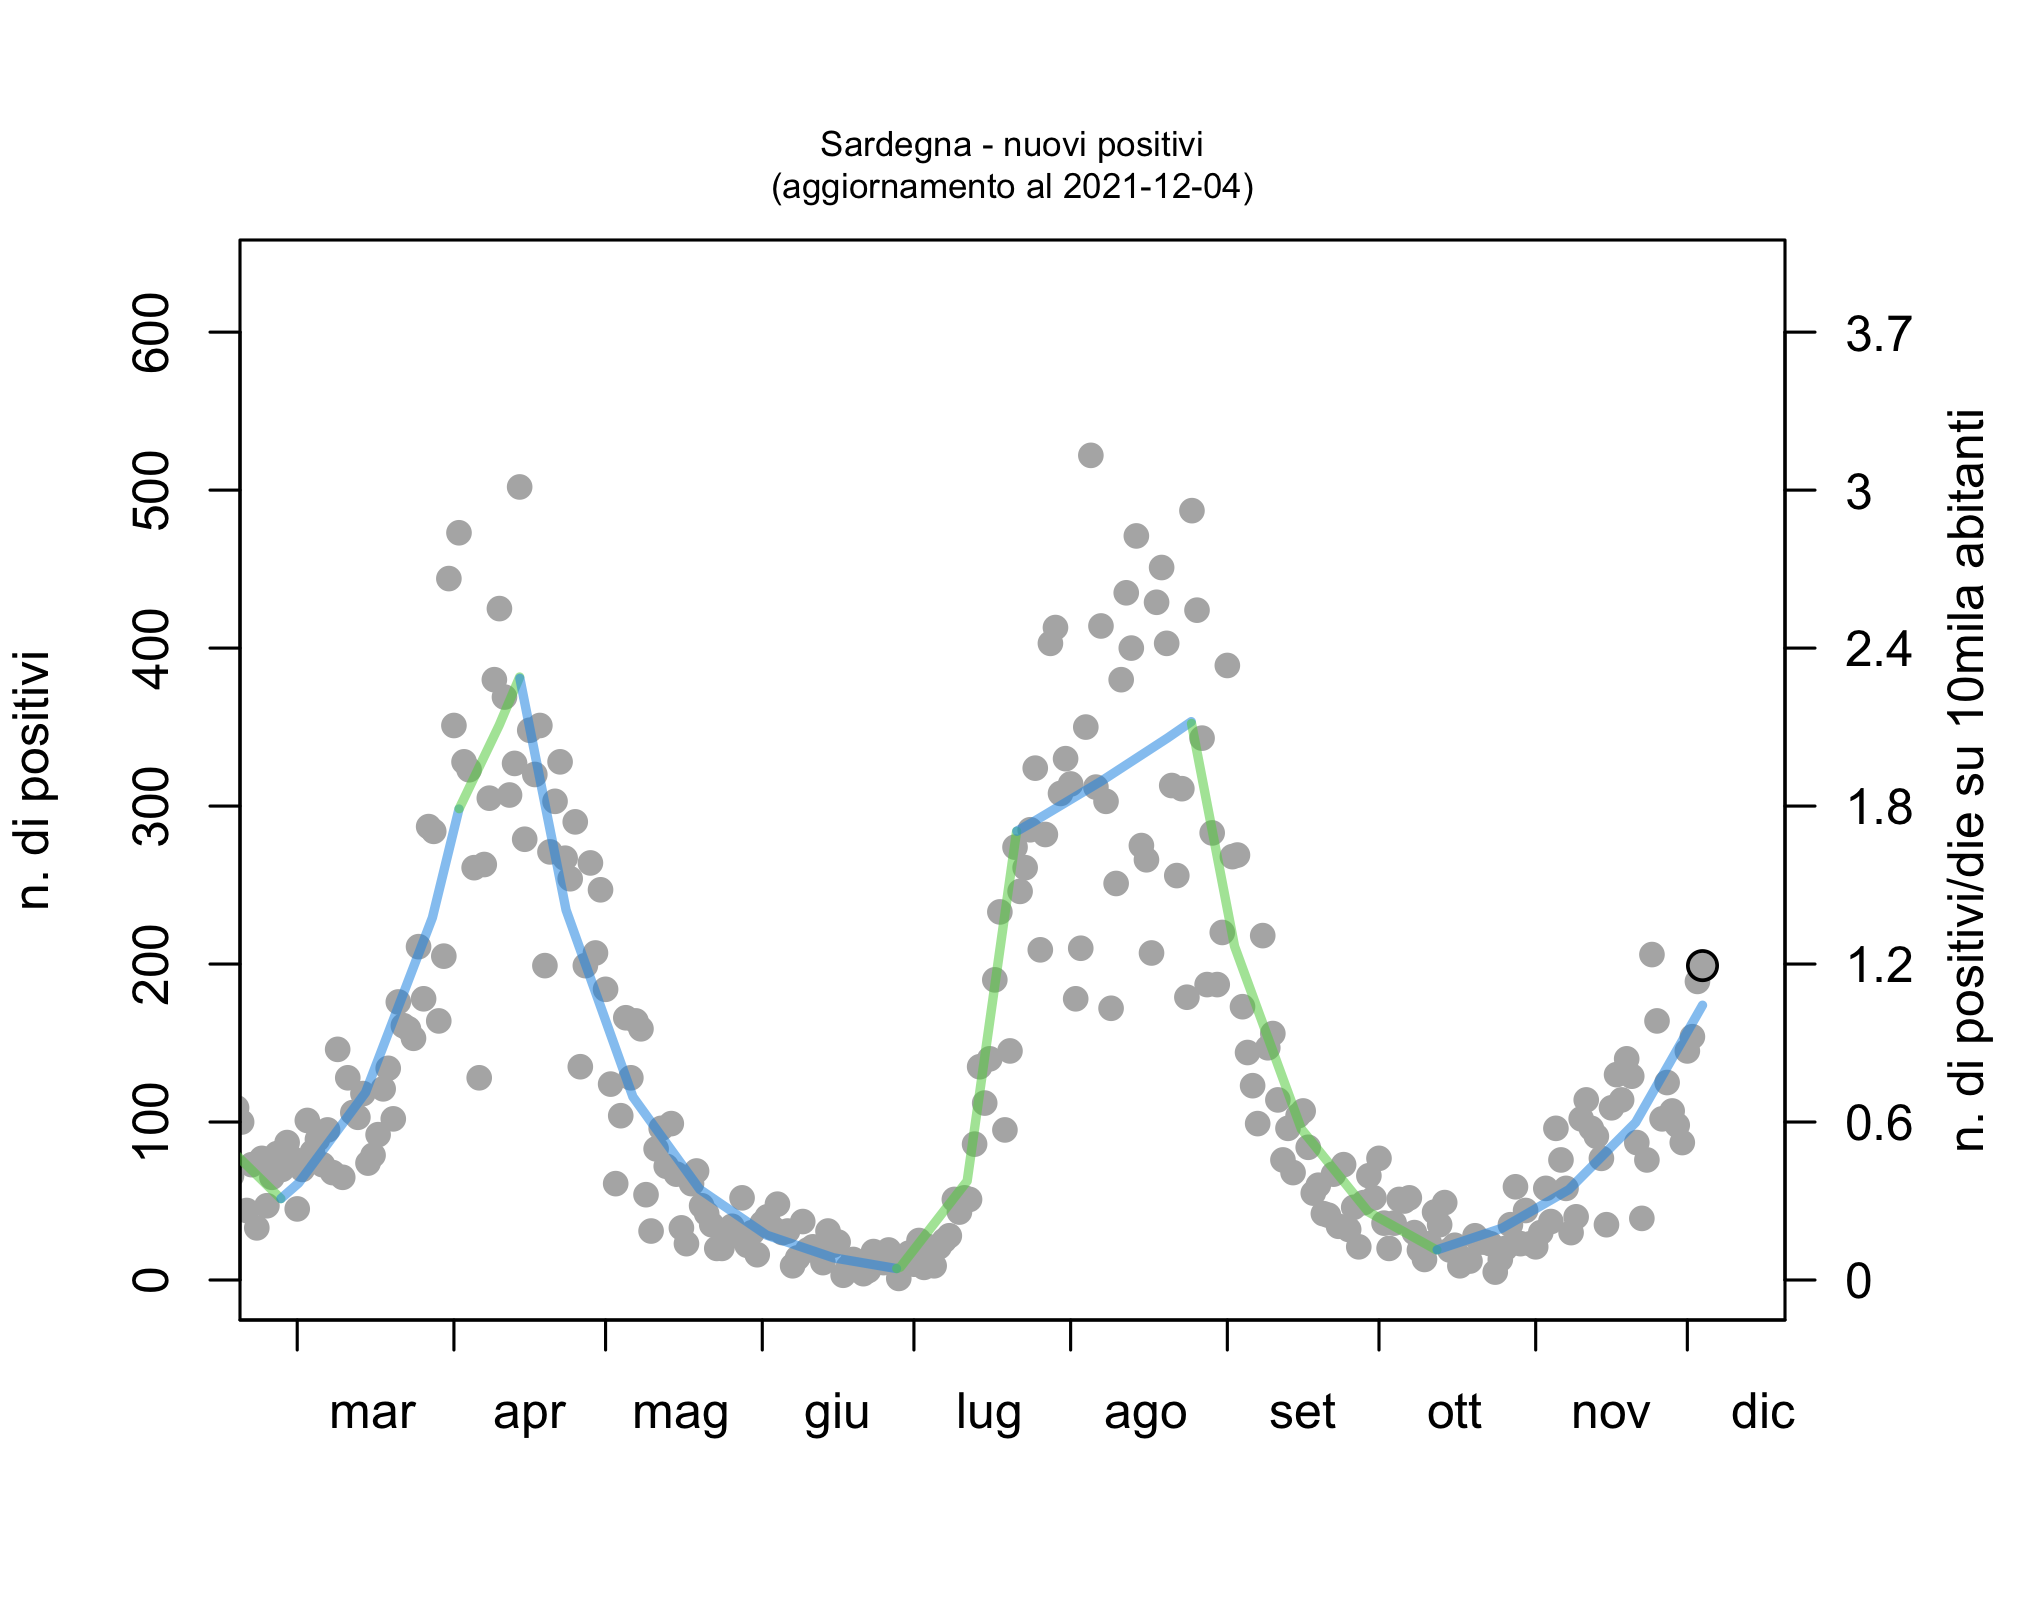 Sardegna - nuovi positivi
(aggiornamento al 2021-12-04)
n. di positivi
600
500
400
300
200
100
0
3.7
3
2.4
1.8
1.2
0.6
0
n. di positivi/die su 10mila abitanti
mar apr mag giu lug ago set ott nov dic